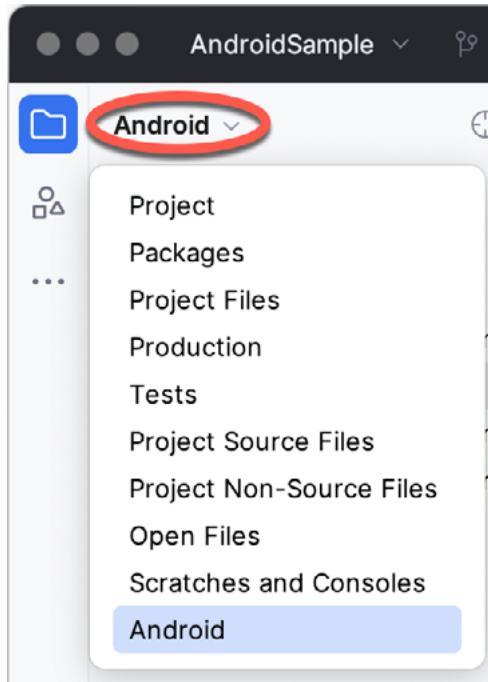 AndroidSample
Android
Project
Packages
Project Files
Production
Tests
Project Source Files
Project Non-Source Files
Open Files
Scratches and Consoles
Android